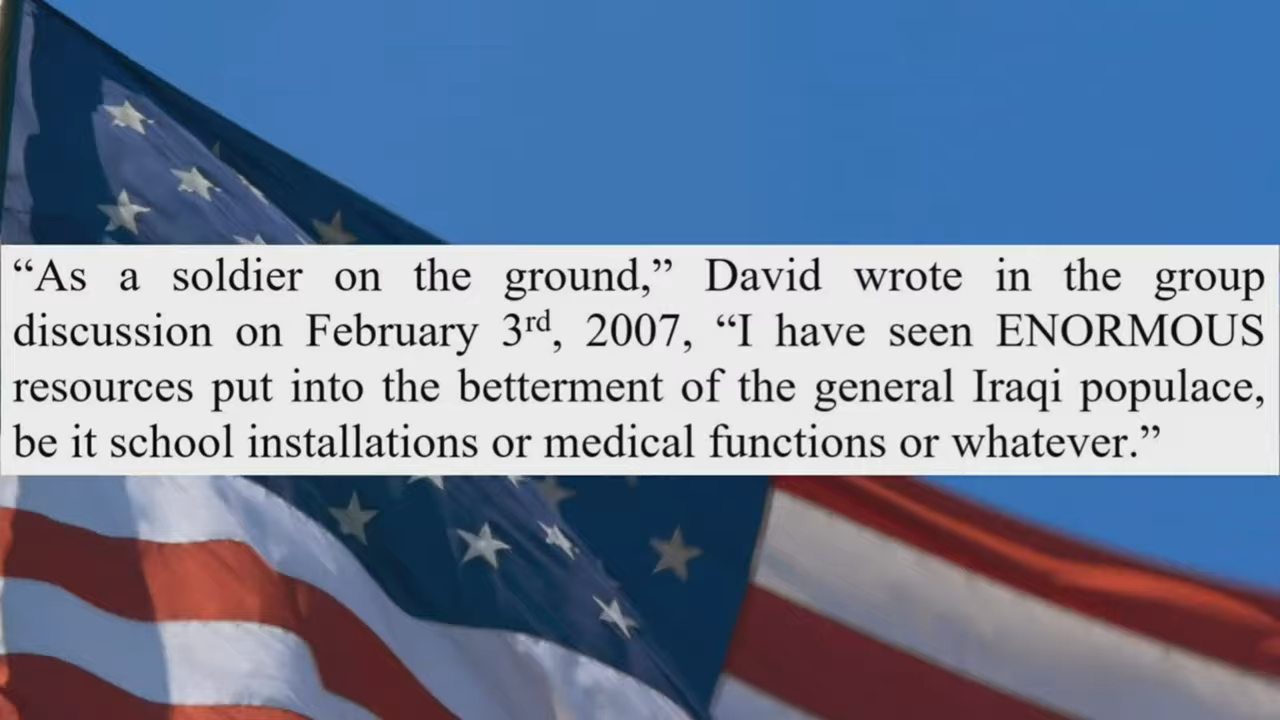 “As a soldier on the ground,” David wrote in the group
discussion on February 3rd, 2007, “I have seen ENORMOUS
resources put into the betterment of the general Iraqi populace,
be it school installations or medical functions or whatever.”